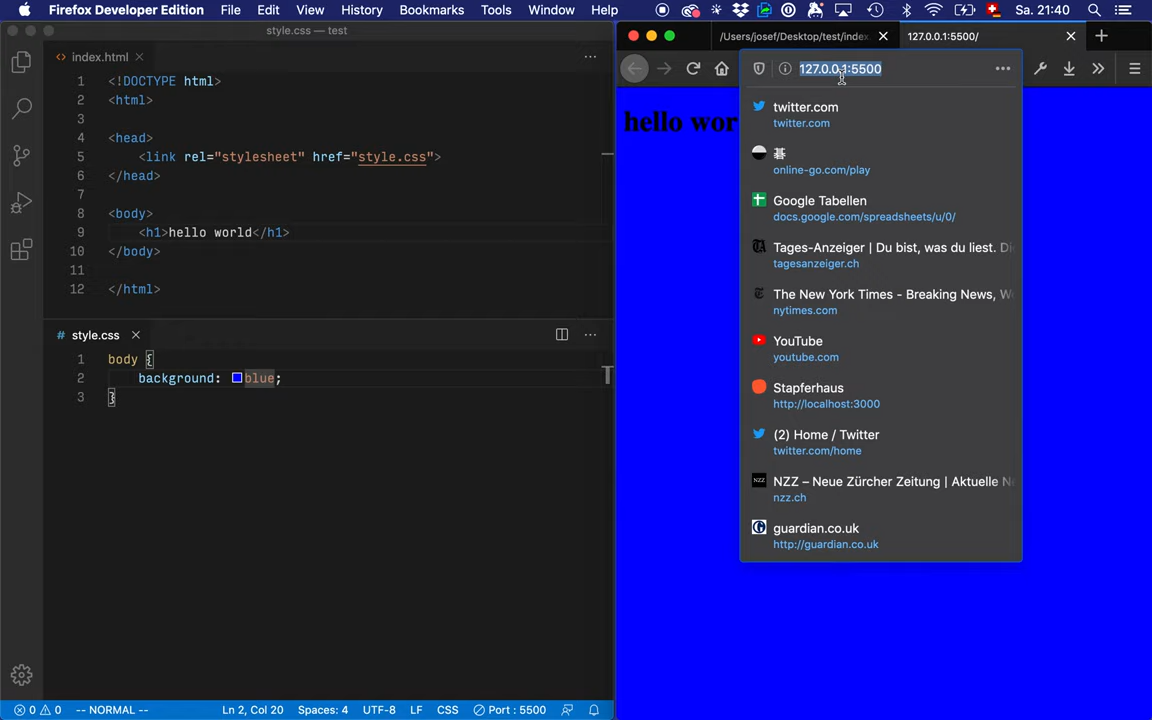 Firefox Developer Edition File Edit View History Bookmarks Tools Window Help Sa. 21:40
style.css — test
index.html
1 <!DOCTYPE html>
2 <html>
3
4 <head>
5 <link rel="stylesheet" href="style.css">
6 </head>
7
8 <body>
9 <h1>hello world</h1>
10 </body>
11
12 </html>
# style.css
1 body {
2 background: blue;
3 }
0 0 -- NORMAL -- Ln 2, Col 20 Spaces: 4 UTF-8 LF CSS Port : 5500
/Users/josef/Desktop/test/index.
127.0.0.1:5500/
127.0.0.1:5500
hello wor
twitter.com
twitter.com
碁
online-go.com/play
Google Tabellen
docs.google.com/spreadsheets/u/0/
Tages-Anzeiger | Du bist, was du liest. Di
tagesanzeiger.ch
The New York Times - Breaking News, W
nytimes.com
YouTube
youtube.com
Stapferhaus
http://localhost:3000
(2) Home / Twitter
twitter.com/home
NZZ
NZZ – Neue Zürcher Zeitung | Aktuelle Ne
nzz.ch
guardian.co.uk
http://guardian.co.uk